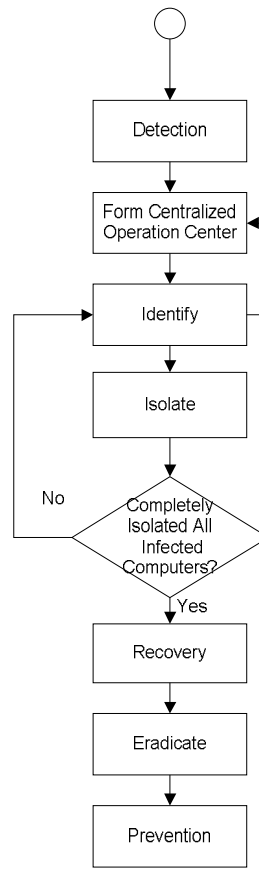 Detection
Form Centralized
Operation Center
Identify
Isolate
No
Completely
Isolated All
Infected
Computers?
Yes
Recovery
Eradicate
Prevention